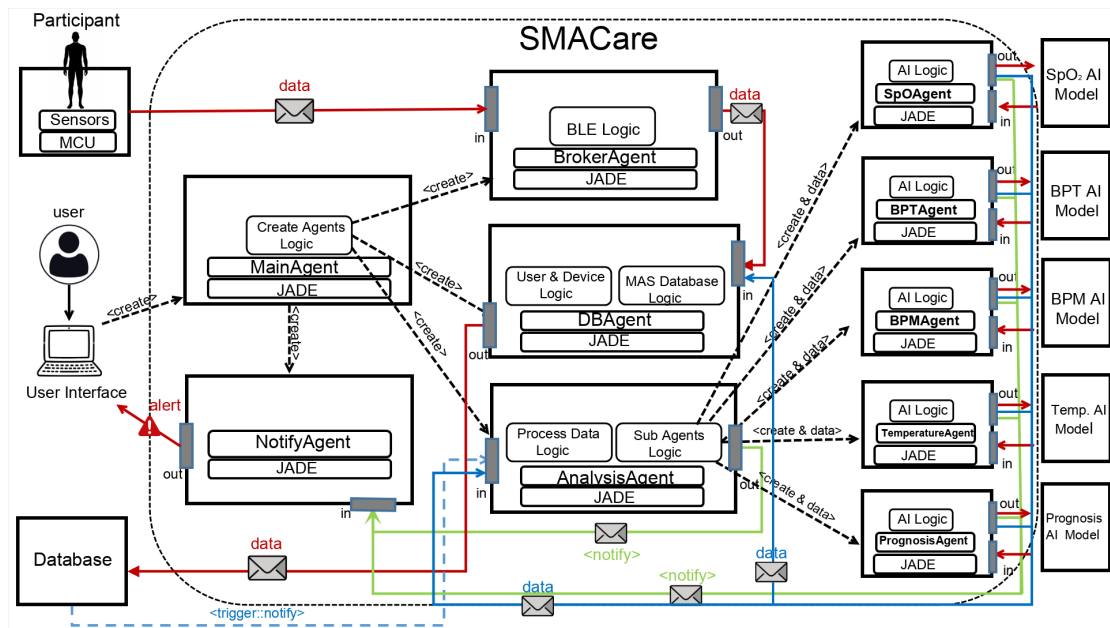 Participant
Sensors
MCU
SMACare
data
in
BLE Logic
BrokerAgent
JADE
data
out
<create>
user
User Interface
<create>
Create Agents
Logic
MainAgent
JADE
<create>
<create>
<create>
User & Device
Logic
MAS Database
Logic
DBAgent
JADE
in
out
alert
out
NotifyAgent
JADE
in
Process Data
Logic
Sub Agents
Logic
AnalysisAgent
JADE
in
out
<create & data>
<create & data>
<create & data>
<create & data>
<create & data>
AI Logic
SpOAgent
JADE
out
in
SpO₂ AI
Model
AI Logic
BPTAgent
JADE
out
in
BPT AI
Model
AI Logic
BPMAgent
JADE
out
in
BPM AI
Model
AI Logic
TemperatureAgent
JADE
out
in
Temp. AI
Model
AI Logic
PrognosisAgent
JADE
out
in
Prognosis
AI Model
Database
data
<notify>
<notify>
data
data
<trigger::notify>